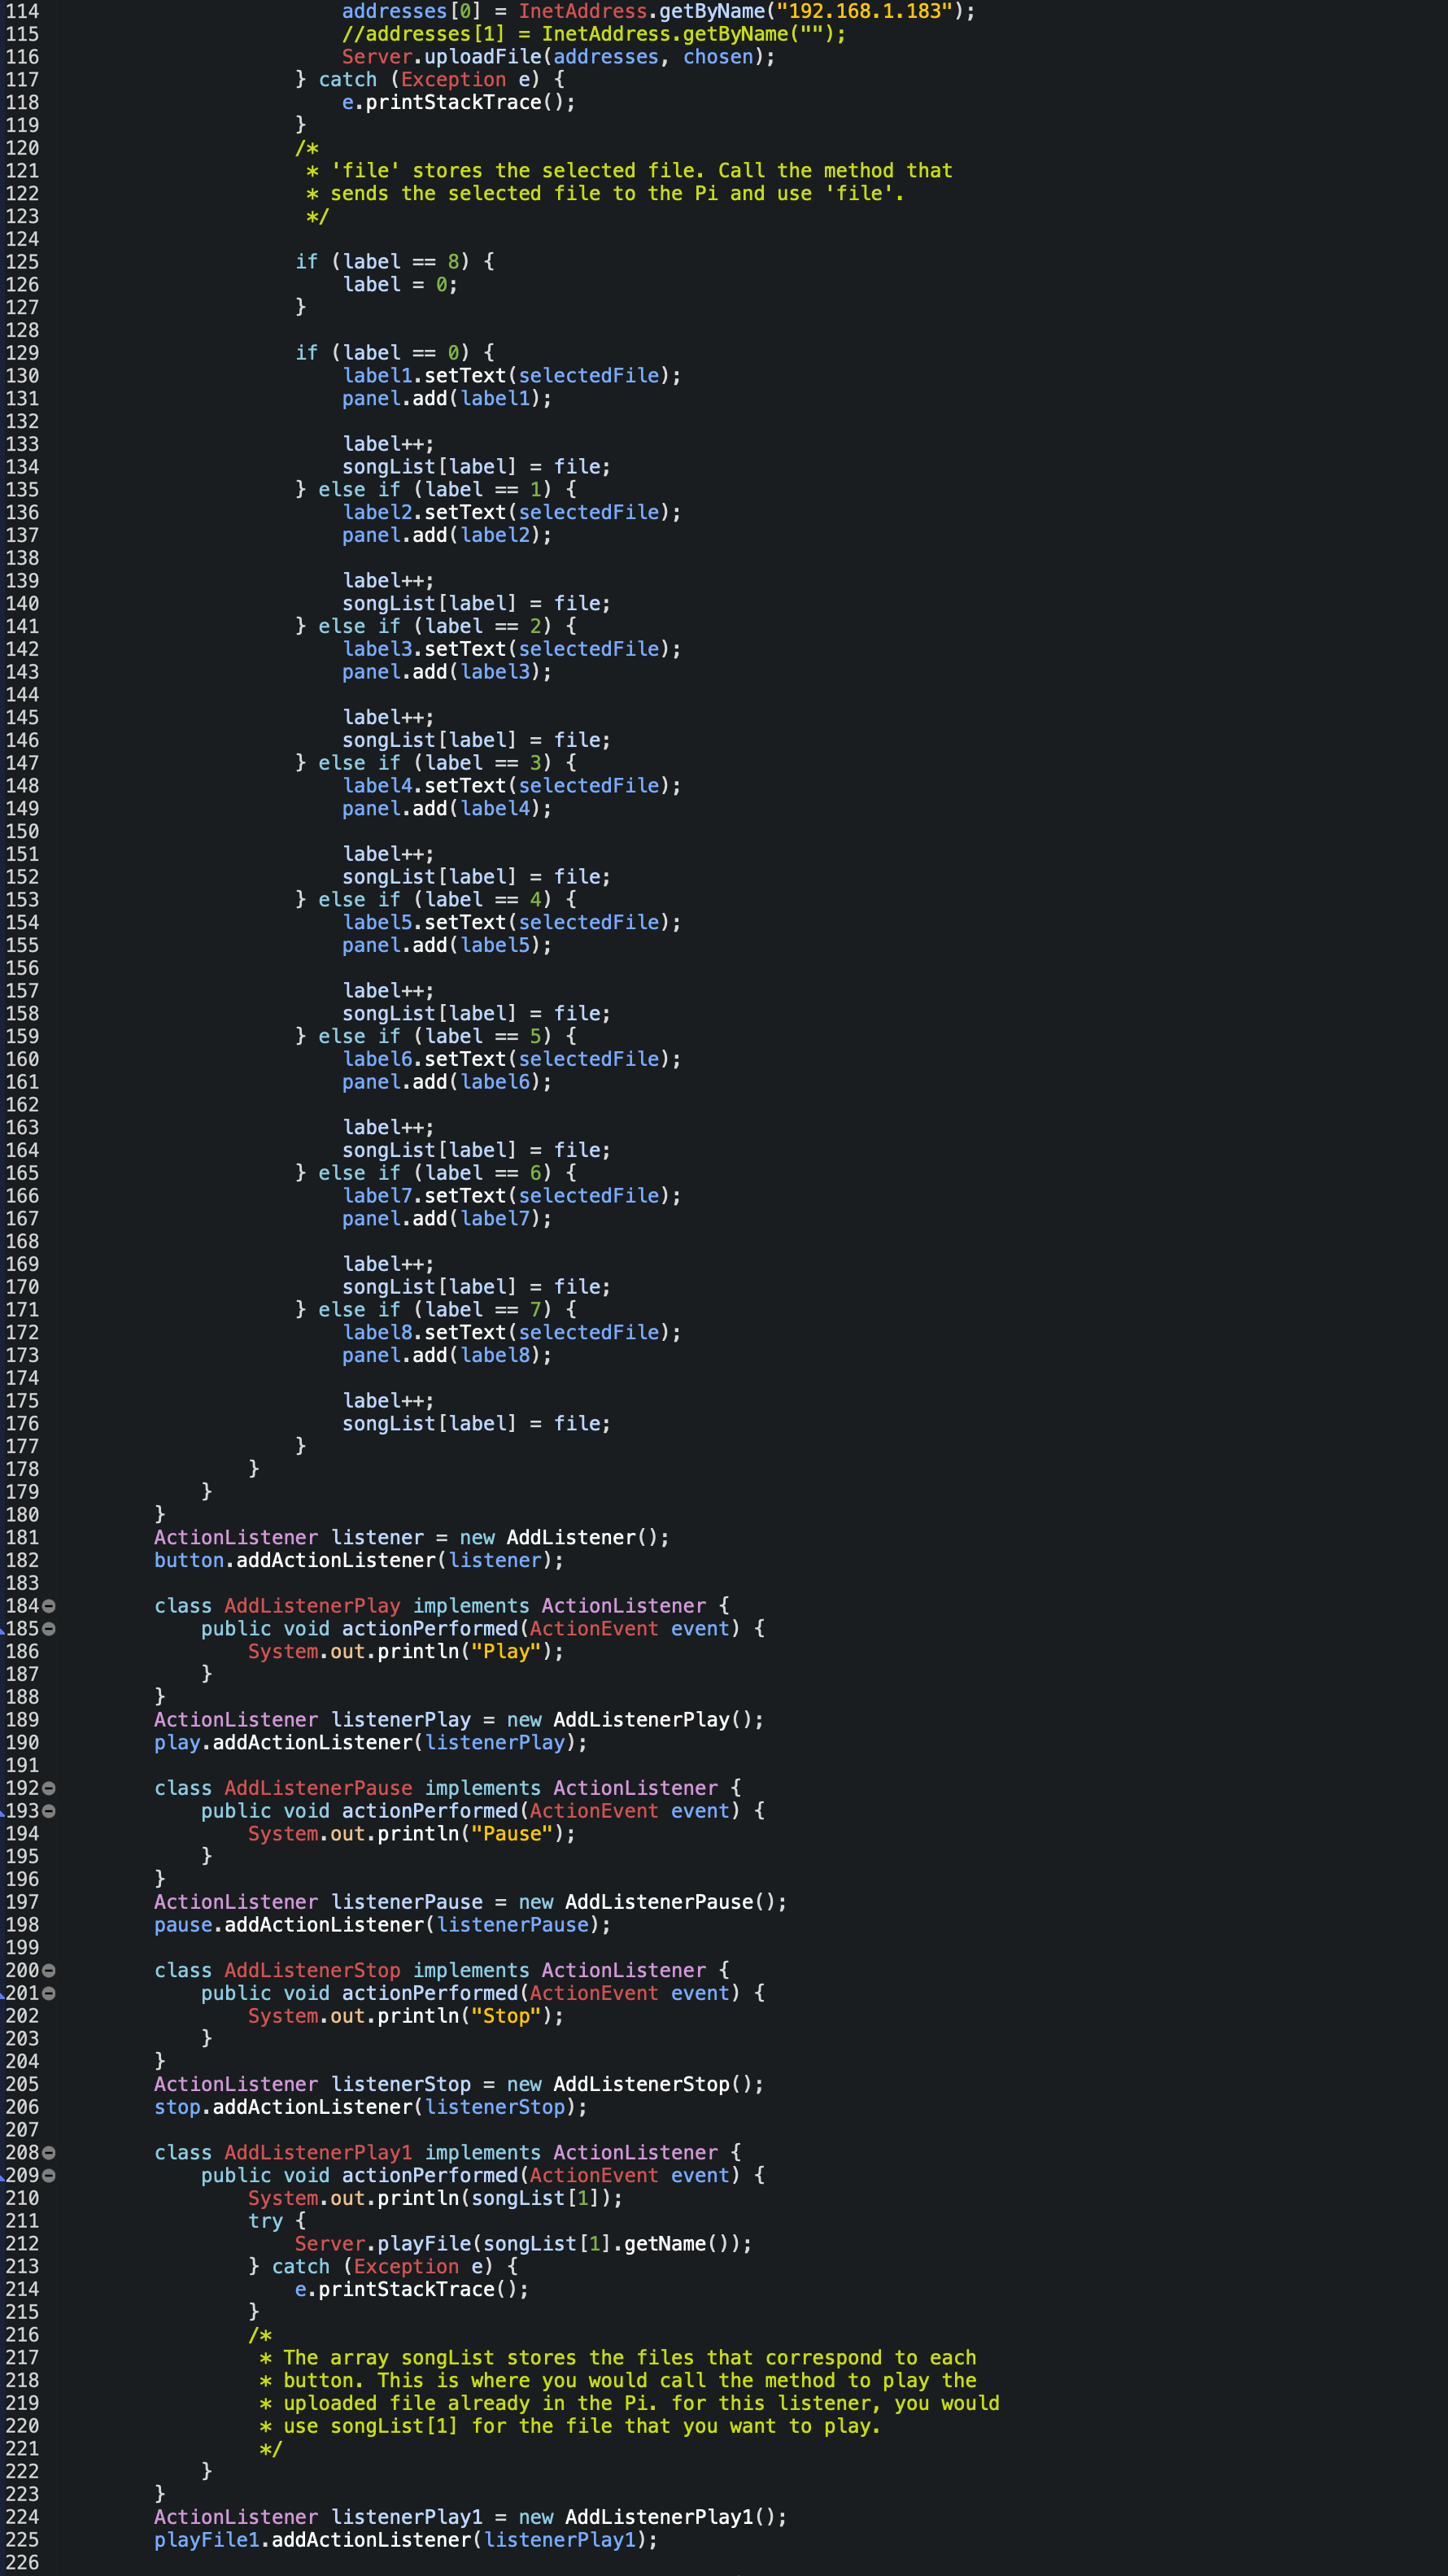 114                         addresses[0] = InetAddress.getByName("192.168.1.183");
115                         //addresses[1] = InetAddress.getByName("");
116                         Server.uploadFile(addresses, chosen);
117                     } catch (Exception e) {
118                         e.printStackTrace();
119                     }
120                     /*
121                      * 'file' stores the selected file. Call the method that
122                      * sends the selected file to the Pi and use 'file'.
123                      */
124
125                     if (label == 8) {
126                         label = 0;
127                     }
128
129                     if (label == 0) {
130                         label1.setText(selectedFile);
131                         panel.add(label1);
132
133                         label++;
134                         songList[label] = file;
135                     } else if (label == 1) {
136                         label2.setText(selectedFile);
137                         panel.add(label2);
138
139                         label++;
140                         songList[label] = file;
141                     } else if (label == 2) {
142                         label3.setText(selectedFile);
143                         panel.add(label3);
144
145                         label++;
146                         songList[label] = file;
147                     } else if (label == 3) {
148                         label4.setText(selectedFile);
149                         panel.add(label4);
150
151                         label++;
152                         songList[label] = file;
153                     } else if (label == 4) {
154                         label5.setText(selectedFile);
155                         panel.add(label5);
156
157                         label++;
158                         songList[label] = file;
159                     } else if (label == 5) {
160                         label6.setText(selectedFile);
161                         panel.add(label6);
162
163                         label++;
164                         songList[label] = file;
165                     } else if (label == 6) {
166                         label7.setText(selectedFile);
167                         panel.add(label7);
168
169                         label++;
170                         songList[label] = file;
171                     } else if (label == 7) {
172                         label8.setText(selectedFile);
173                         panel.add(label8);
174
175                         label++;
176                         songList[label] = file;
177                     }
178                 }
179             }
180         }
181         ActionListener listener = new AddListener();
182         button.addActionListener(listener);
183
184         class AddListenerPlay implements ActionListener {
185             public void actionPerformed(ActionEvent event) {
186                 System.out.println("Play");
187             }
188         }
189         ActionListener listenerPlay = new AddListenerPlay();
190         play.addActionListener(listenerPlay);
191
192         class AddListenerPause implements ActionListener {
193             public void actionPerformed(ActionEvent event) {
194                 System.out.println("Pause");
195             }
196         }
197         ActionListener listenerPause = new AddListenerPause();
198         pause.addActionListener(listenerPause);
199
200         class AddListenerStop implements ActionListener {
201             public void actionPerformed(ActionEvent event) {
202                 System.out.println("Stop");
203             }
204         }
205         ActionListener listenerStop = new AddListenerStop();
206         stop.addActionListener(listenerStop);
207
208         class AddListenerPlay1 implements ActionListener {
209             public void actionPerformed(ActionEvent event) {
210                 System.out.println(songList[1]);
211                 try {
212                     Server.playFile(songList[1].getName());
213                 } catch (Exception e) {
214                     e.printStackTrace();
215                 }
216                 /*
217                  * The array songList stores the files that correspond to each
218                  * button. This is where you would call the method to play the
219                  * uploaded file already in the Pi. for this listener, you would
220                  * use songList[1] for the file that you want to play.
221                  */
222             }
223         }
224         ActionListener listenerPlay1 = new AddListenerPlay1();
225         playFile1.addActionListener(listenerPlay1);
226